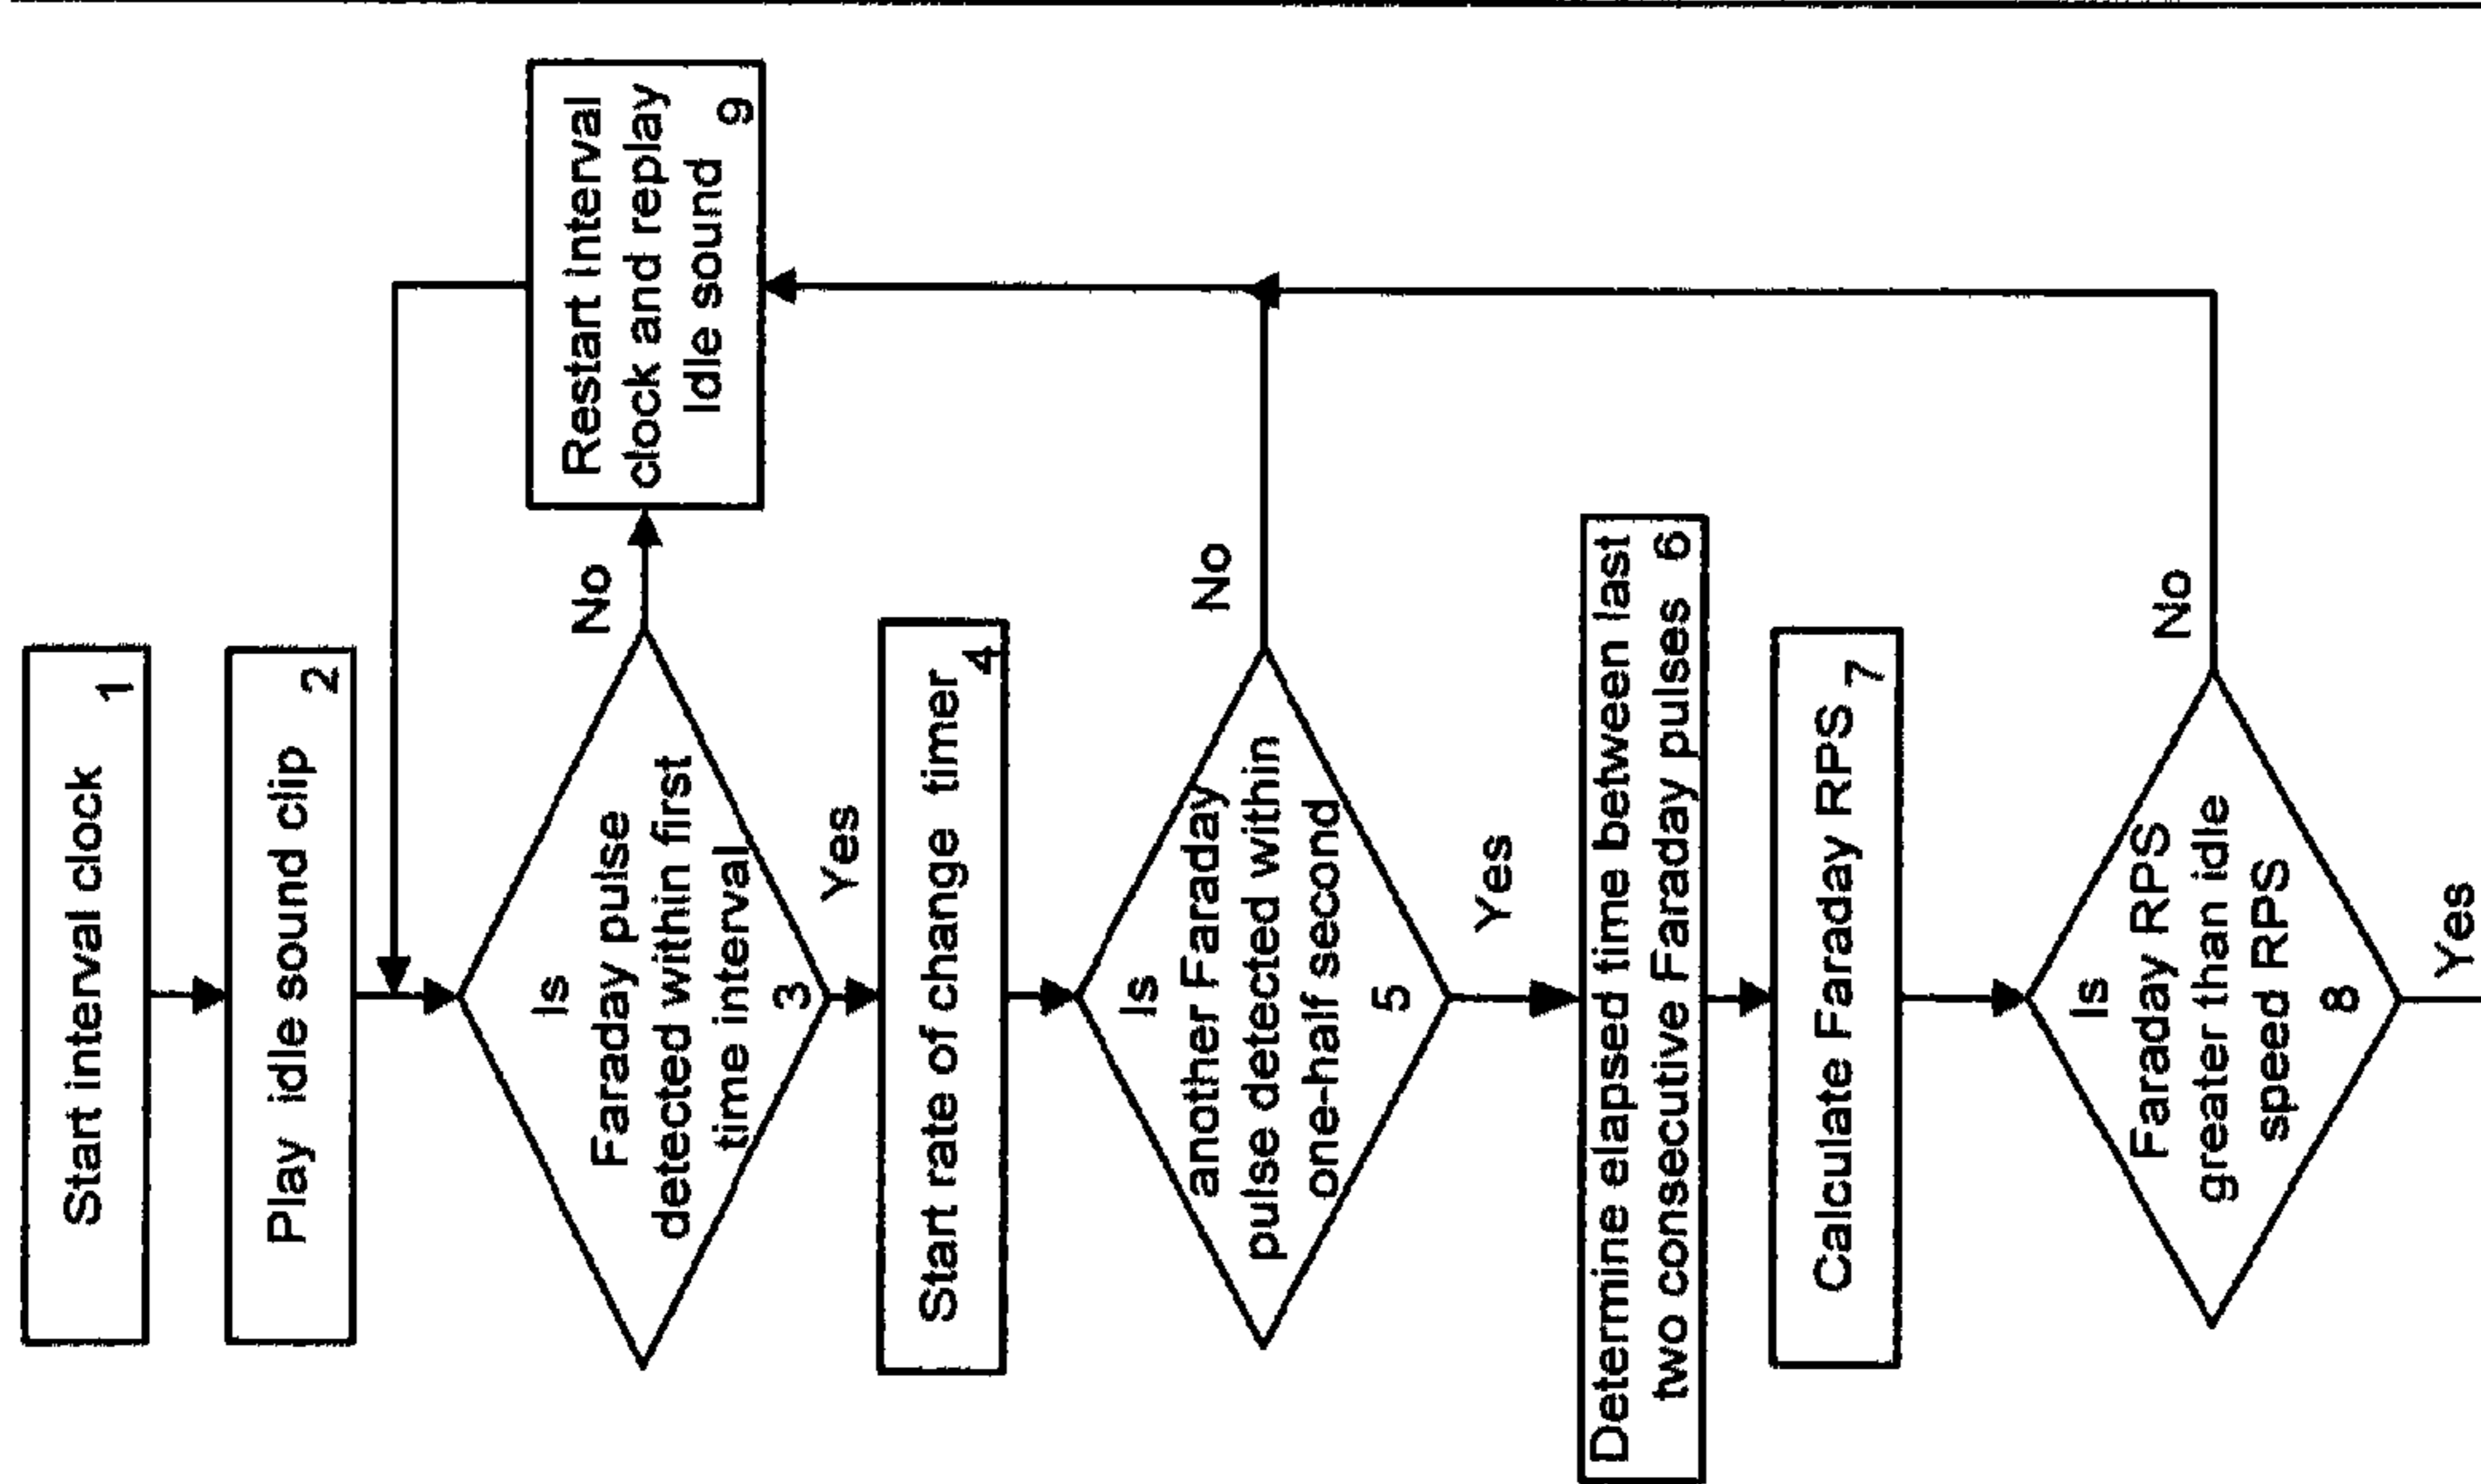 Start interval clock
1
Play idle sound clip
2
Is
Faraday pulse
detected within first
time interval
3
No
Yes
Restart interval
clock and replay
Idle sound
9
Start rate of change timer
4
Is
another Faraday
pulse detected within
one-half second
5
No
Yes
Determine elapsed time between last
two consecutive Faraday pulses 6
Calculate Faraday RPS
7
Is
Faraday RPS
greater than idle
speed RPS
8
No
Yes